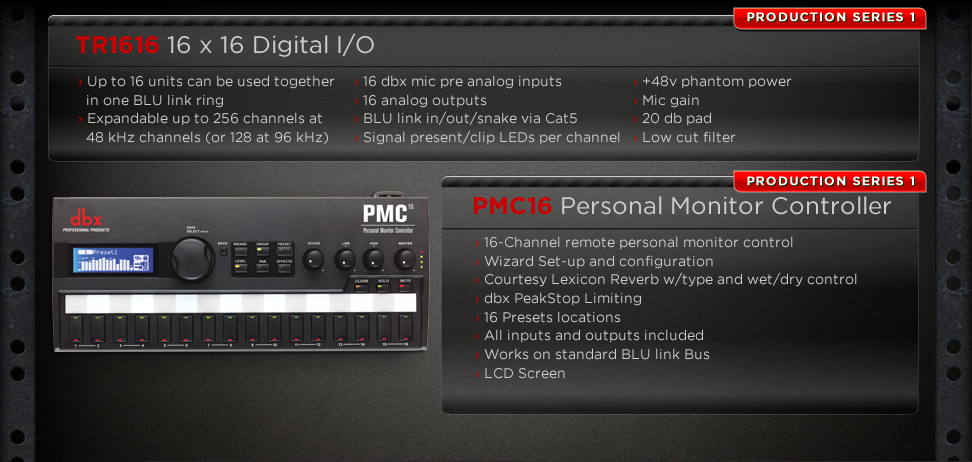 PRODUCTION SERIES 1
TR1616 16 x 16 Digital I/O
› Up to 16 units can be used together
in one BLU link ring
› Expandable up to 256 channels at
48 kHz channels (or 128 at 96 kHz)
› 16 dbx mic pre analog inputs
› 16 analog outputs
› BLU link in/out/snake via Cat5
› Signal present/clip LEDs per channel
› +48v phantom power
› Mic gain
› 20 db pad
› Low cut filter
PRODUCTION SERIES 1
PMC16 Personal Monitor Controller
› 16-Channel remote personal monitor control
› Wizard Set-up and configuration
› Courtesy Lexicon Reverb w/type and wet/dry control
› dbx PeakStop Limiting
› 16 Presets locations
› All inputs and outputs included
› Works on standard BLU link Bus
› LCD Screen
dbx
PROFESSIONAL PRODUCTS
PMC16
Personal Monitor Controller
DATA
SELECT
BACK WIZARD GROUP PRESET
LEVEL PAN EFFECTS
REVERB LOW HIGH MASTER
CLEAR SOLO MUTE
Preset1
1 2 3 4 5 6 7 8 9 10 11 12 13 14 15 16